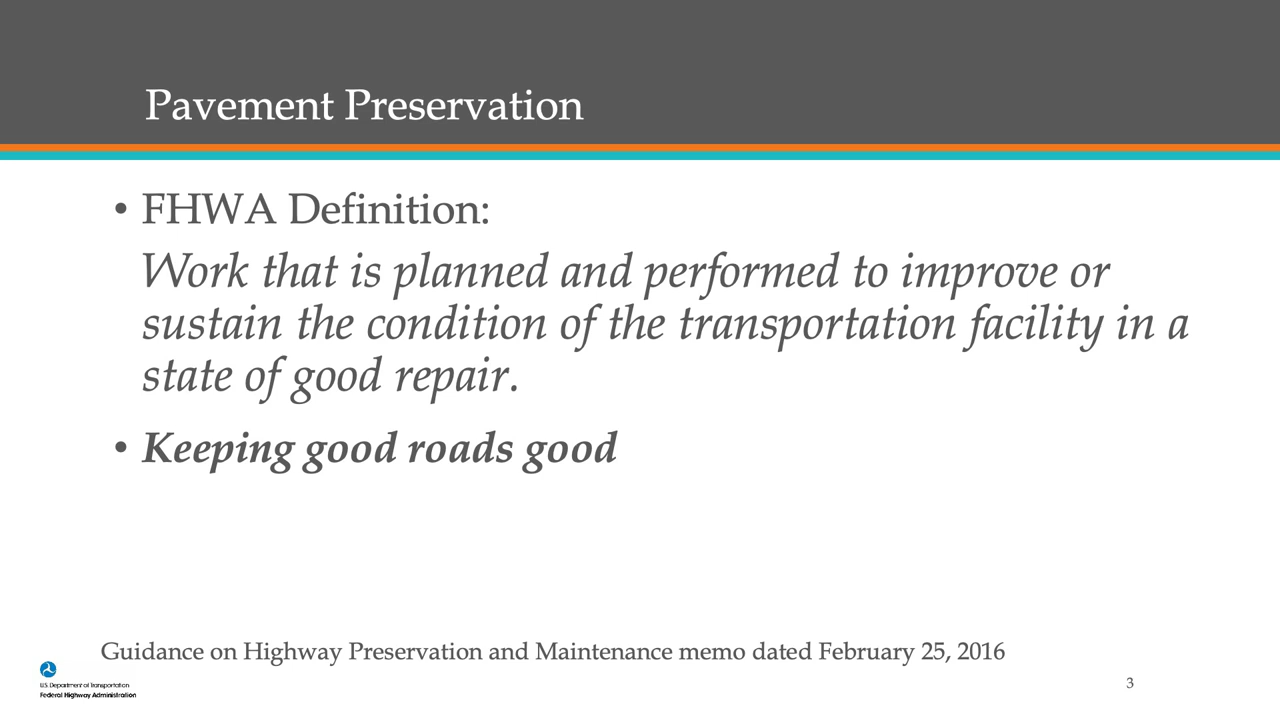 Pavement Preservation
• FHWA Definition:
Work that is planned and performed to improve or
sustain the condition of the transportation facility in a
state of good repair.
• Keeping good roads good
Guidance on Highway Preservation and Maintenance memo dated February 25, 2016
U.S. Department of Transportation
Federal Highway Administration
3